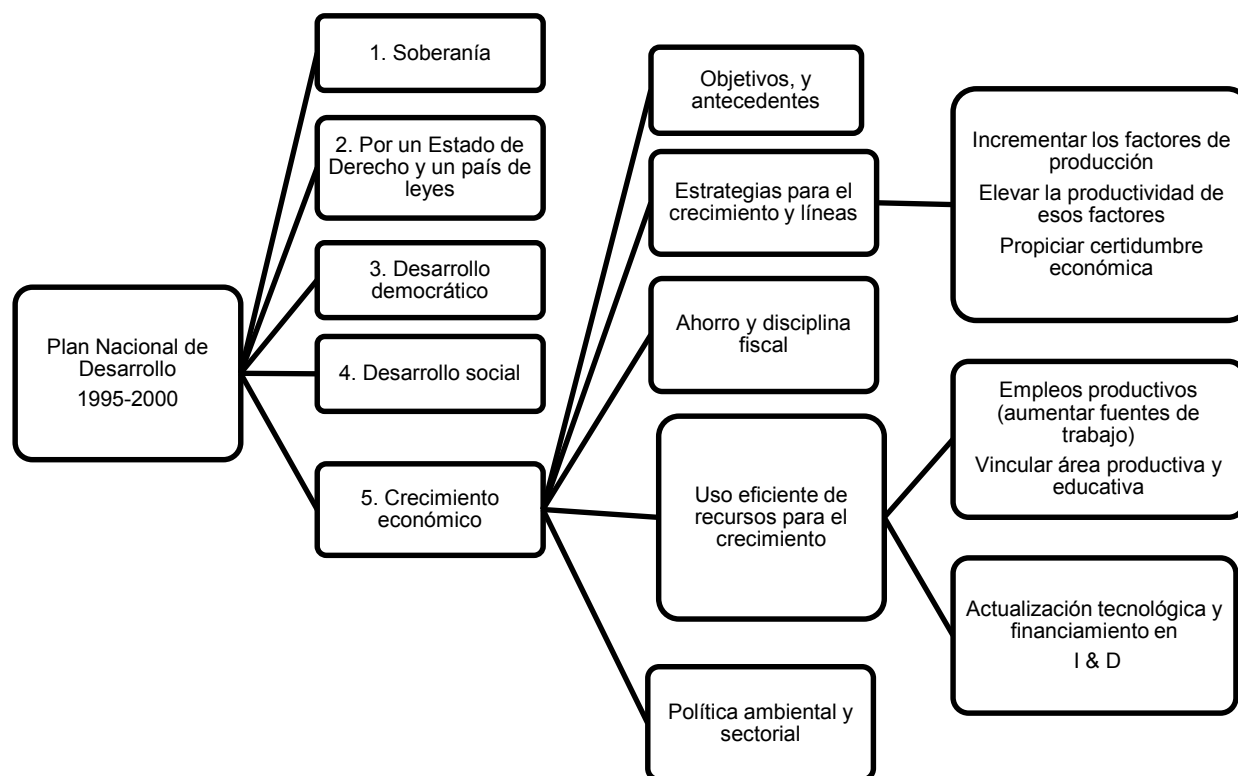 Plan Nacional de
Desarrollo
1995-2000
1. Soberanía
2. Por un Estado de
Derecho y un país de
leyes
3. Desarrollo
democrático
4. Desarrollo social
5. Crecimiento
económico
Objetivos, y
antecedentes
Estrategias para el
crecimiento y líneas
Ahorro y disciplina
fiscal
Uso eficiente de
recursos para el
crecimiento
Política ambiental y
sectorial
Incrementar los factores de
producción
Elevar la productividad de
esos factores
Propiciar certidumbre
económica
Empleos productivos
(aumentar fuentes de
trabajo)
Vincular área productiva y
educativa
Actualización tecnológica y
financiamiento en
I & D